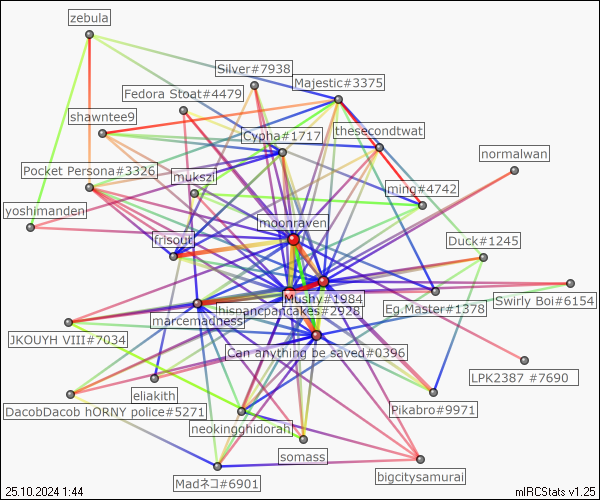 zebula
Silver#7938
Majestic#3375
Fedora Stoat#4479
shawntee9
Cypha#1717
thesecondtwat
normalwan
Pocket Persona#3326
mukszi
ming#4742
yoshimanden
moonraven
frisout
Duck#1245
Mushy#1984
Swirly Boi#6154
hispancpancakes#2928
Eg.Master#1378
marcemadness
JKOUYH VIII#7034
Can anything be saved#0396
LPK2387 #7690
eliakith
DacobDacob hORNY police#5271
Pikabro#9971
neokingghidorah
somass
Madネコ#6901
bigcitysamurai
25.10.2024 1:44
mIRCStats v1.25